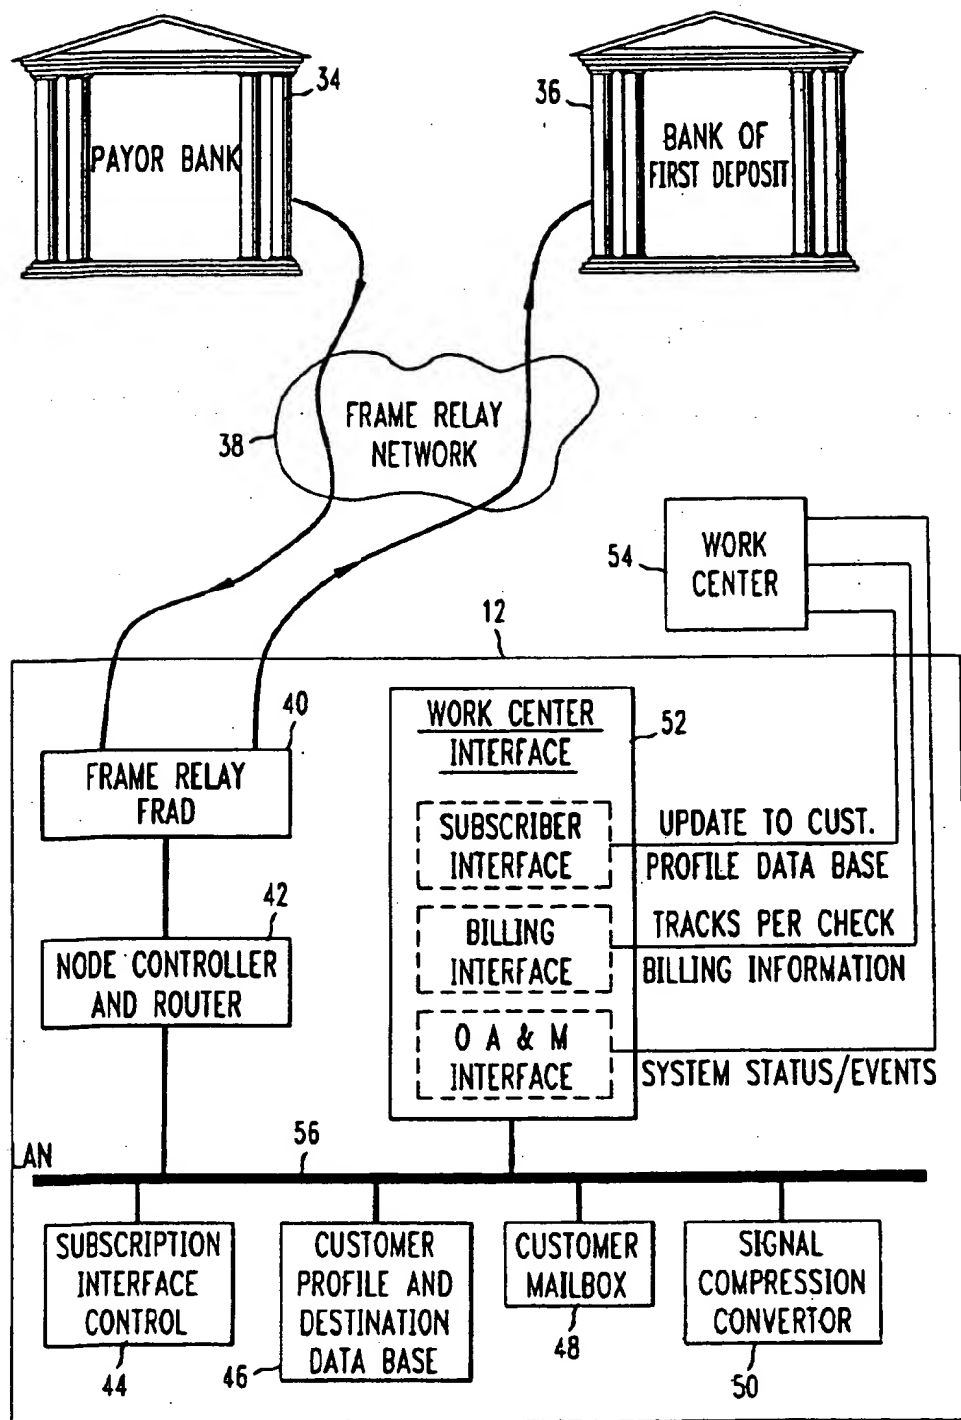 34
36
PAYOR BANK
BANK OF
FIRST DEPOSIT
FRAME RELAY
NETWORK
38
54
WORK
CENTER
12
40
FRAME RELAY
FRAD
WORK CENTER
INTERFACE
52
SUBSCRIBER
INTERFACE
UPDATE TO CUST.
PROFILE DATA BASE
42
NODE CONTROLLER
AND ROUTER
BILLING
INTERFACE
TRACKS PER CHECK
BILLING INFORMATION
O A & M
INTERFACE
SYSTEM STATUS/EVENTS
LAN
56
SUBSCRIPTION
INTERFACE
CONTROL
44
CUSTOMER
PROFILE AND
DESTINATION
DATA BASE
46
CUSTOMER
MAILBOX
48
SIGNAL
COMPRESSION
CONVERTOR
50